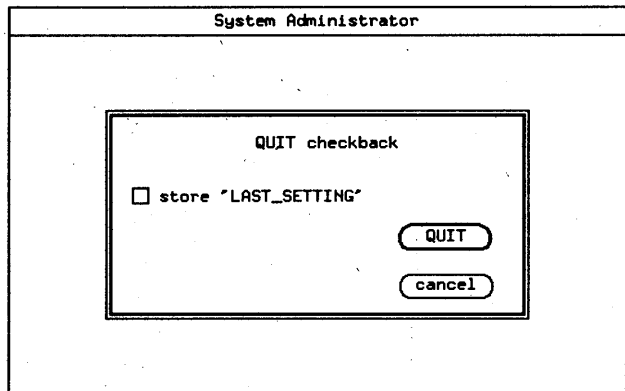 System Administrator
QUIT checkback
store "LAST_SETTING"
QUIT
cancel